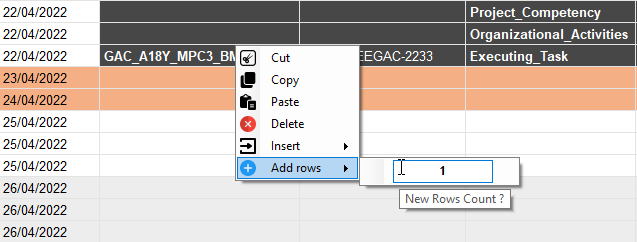 22/04/2022 Project_Competency
22/04/2022 Organizational_Activities
22/04/2022 GAC_A18Y_MPC3_BM EEGAC-2233 Executing_Task
23/04/2022
24/04/2022
25/04/2022
25/04/2022
25/04/2022
26/04/2022
26/04/2022
26/04/2022
Cut
Copy
Paste
Delete
Insert
Add rows
1
New Rows Count ?